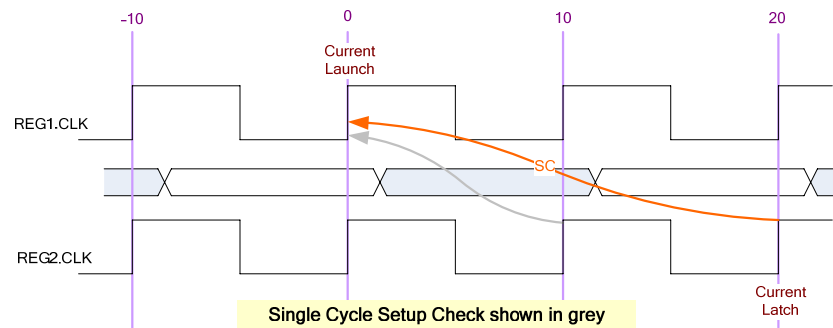 -10
0
10
20
Current
Launch
REG1.CLK
SC
REG2.CLK
Current
Latch
Single Cycle Setup Check shown in grey